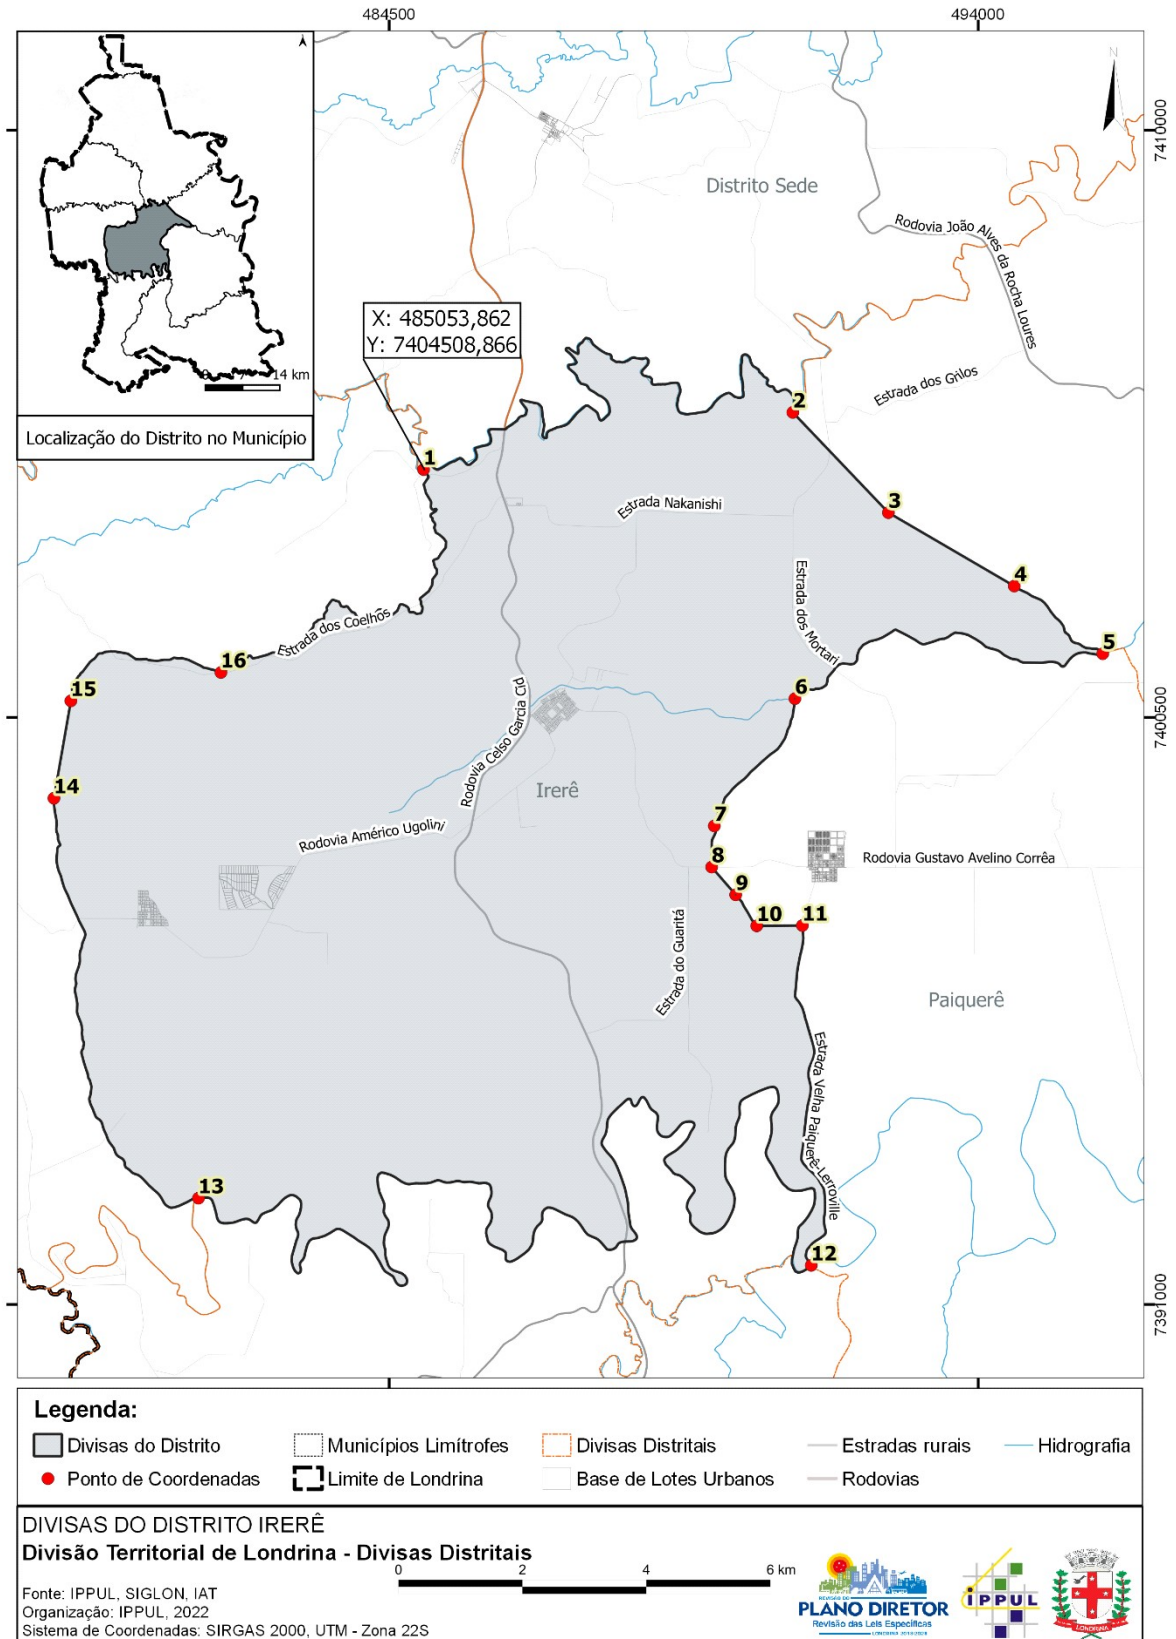 484500
494000
7410000
7400500
7391000
N
14 km
Localização do Distrito no Município
X: 485053,862
Y: 7404508,866
Distrito Sede
Rodovia João Alves da Rocha Loures
Estrada dos Grilos
1
2
3
4
5
6
7
8
9
10
11
12
13
14
15
16
Estrada Nakanishi
Estrada dos Mortari
Estrada dos Coelhos
Rodovia Celso Garcia Cid
Irerê
Rodovia Américo Ugolini
Rodovia Gustavo Avelino Corrêa
Estrada do Guaritá
Paiquerê
Estrada Velha Paiquerê-Lerroville
Legenda:
Divisas do Distrito
Municípios Limítrofes
Divisas Distritais
Estradas rurais
Hidrografia
Ponto de Coordenadas
Limite de Londrina
Base de Lotes Urbanos
Rodovias
DIVISAS DO DISTRITO IRERÊ
Divisão Territorial de Londrina - Divisas Distritais
0 2 4 6 km
Fonte: IPPUL, SIGLON, IAT
Organização: IPPUL, 2022
Sistema de Coordenadas: SIRGAS 2000, UTM - Zona 22S
PLANO DIRETOR
Revisão das Leis Específicas
IPPUL
LONDRINA